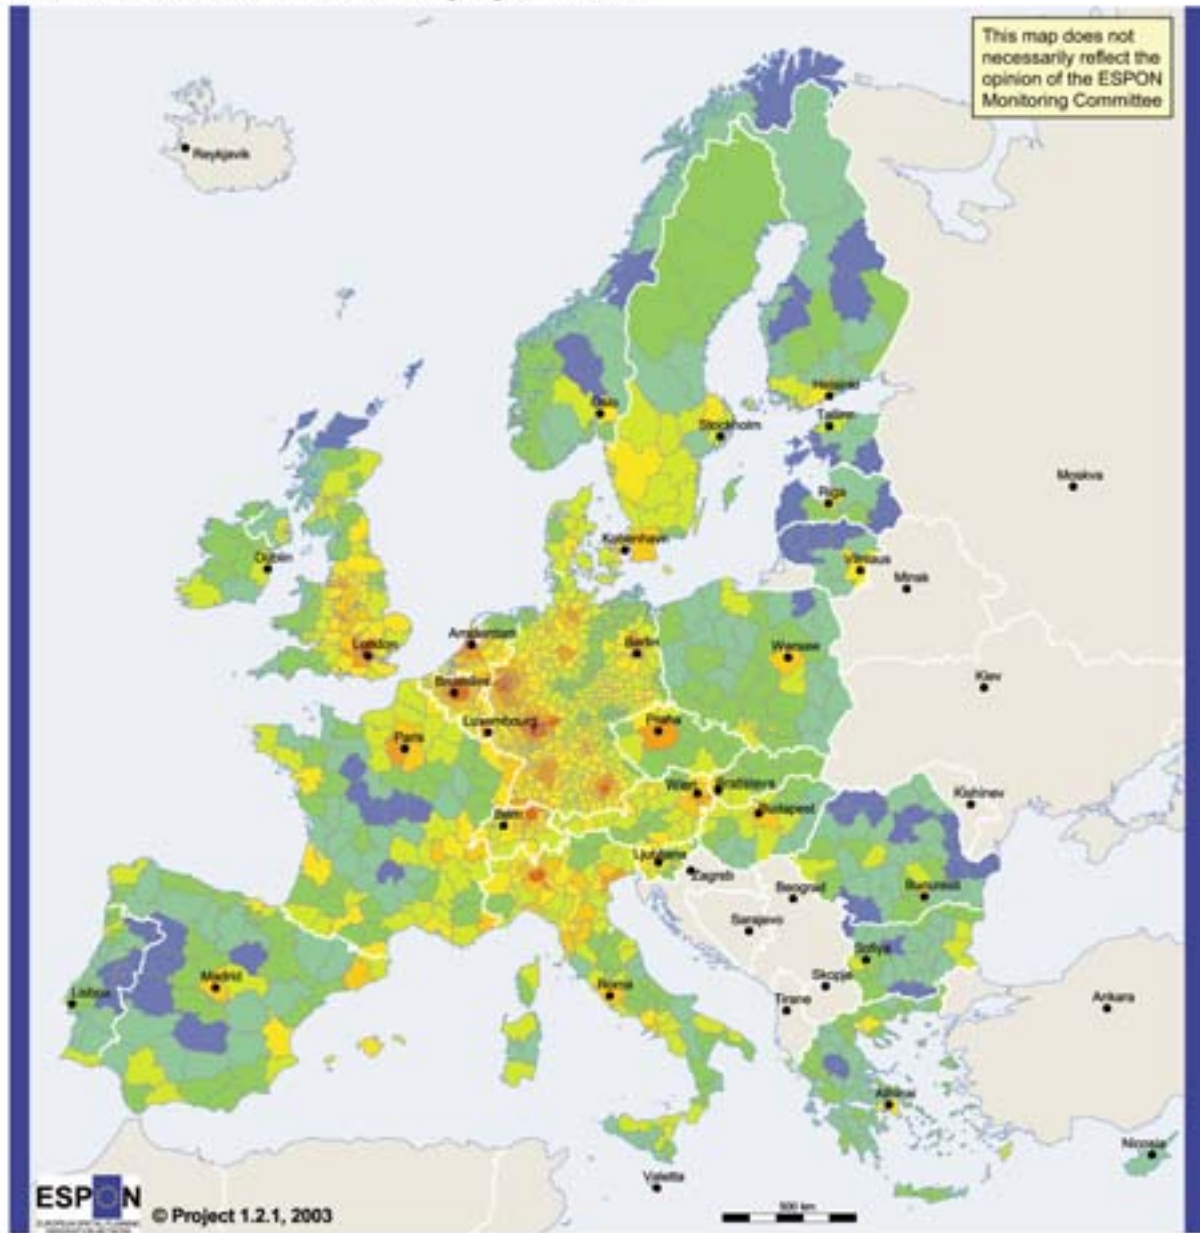 This map does not
necessarily reflect the
opinion of the ESPON
Monitoring Committee
Reykjavik
Helsinki
Oslo
Tallinn
Stockholm
Moskva
Riga
København
Dublin
Vilnius
Minsk
Amsterdam
London
Berlin
Warsaw
Kiev
Bruxelles
Luxembourg
Praha
Paris
Wien
Bratislava
Kishinev
Budapest
Bern
Ljubljana
Zagreb
Beograd
Bucuresti
Sarajevo
Sofiya
Madrid
Skopje
Roma
Lisboa
Tirane
Ankara
Athinai
Nicosia
Valetta
ESPON
© Project 1.2.1, 2003
500 km